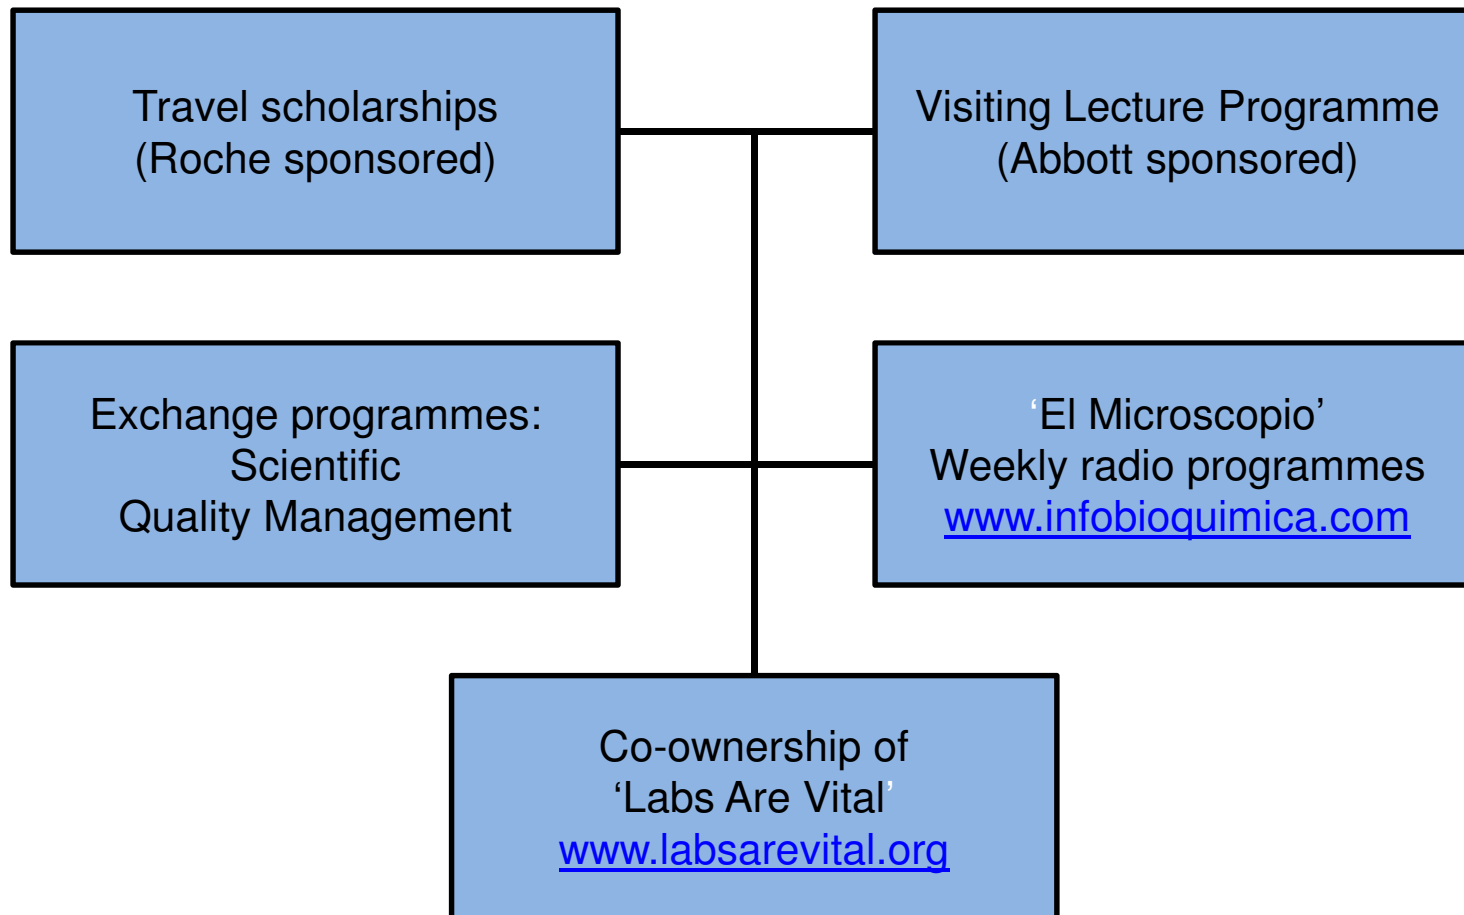 Travel scholarships
(Roche sponsored)
Visiting Lecture Programme
(Abbott sponsored)
Exchange programmes:
Scientific
Quality Management
‘El Microscopio’
Weekly radio programmes
www.infobioquimica.com
Co-ownership of
‘Labs Are Vital’
www.labsarevital.org